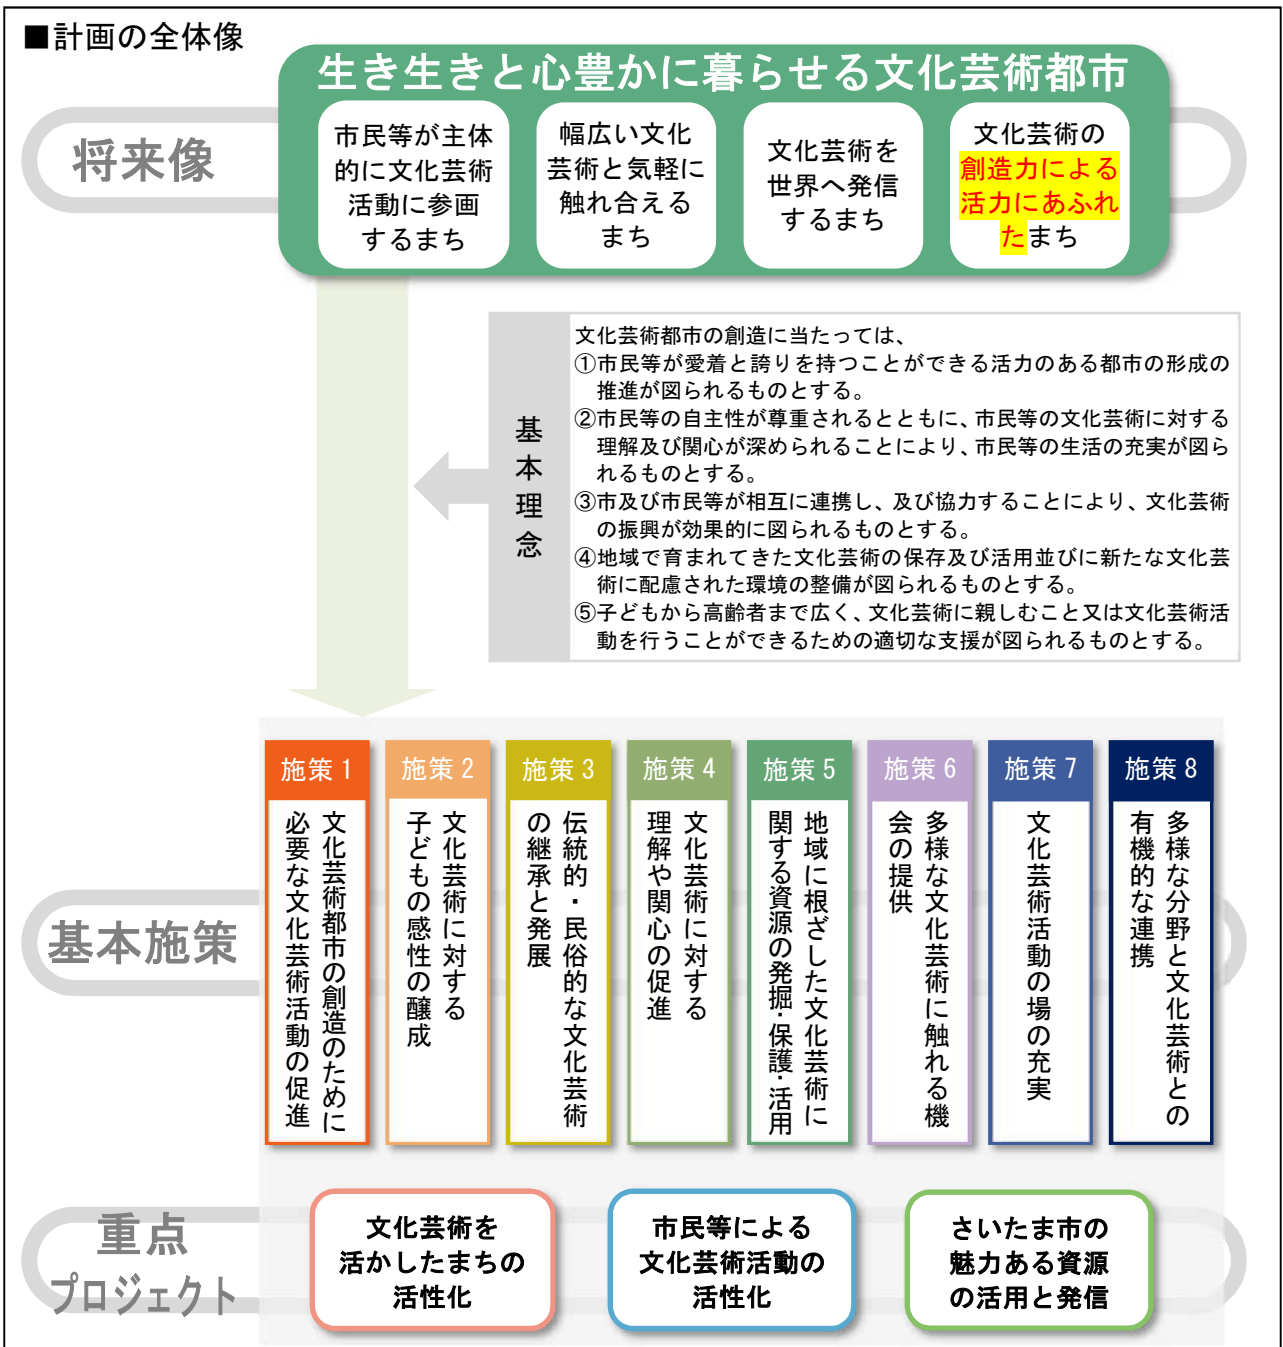 ■計画の全体像
生き生きと心豊かに暮らせる文化芸術都市
将来像
市民等が主体
的に文化芸術
活動に参画
するまち
幅広い文化
芸術と気軽に
触れ合える
まち
文化芸術を
世界へ発信
するまち
文化芸術の
創造力による
活力にあふれ
たまち
基本理念
文化芸術都市の創造に当たっては、
①市民等が愛着と誇りを持つことができる活力のある都市の形成の
推進が図られるものとする。
②市民等の自主性が尊重されるとともに、市民等の文化芸術に対する
理解及び関心が深められることにより、市民等の生活の充実が図ら
れるものとする。
③市及び市民等が相互に連携し、及び協力することにより、文化芸術
の振興が効果的に図られるものとする。
④地域で育まれてきた文化芸術の保存及び活用並びに新たな文化芸
術に配慮された環境の整備が図られるものとする。
⑤子どもから高齢者まで広く、文化芸術に親しむこと又は文化芸術活
動を行うことができるための適切な支援が図られるものとする。
基本施策
施策1
文化芸術都市の創造のために
必要な文化芸術活動の促進
施策2
文化芸術に対する
子どもの感性の醸成
施策3
伝統的・民俗的な文化芸術
の継承と発展
施策4
文化芸術に対する
理解や関心の促進
施策5
地域に根ざした文化芸術に
関する資源の発掘・保護・活用
施策6
多様な文化芸術に触れる機
会の提供
施策7
文化芸術活動の場の充実
施策8
多様な分野と文化芸術との
有機的な連携
重点
プロジェクト
文化芸術を
活かしたまちの
活性化
市民等による
文化芸術活動の
活性化
さいたま市の
魅力ある資源
の活用と発信